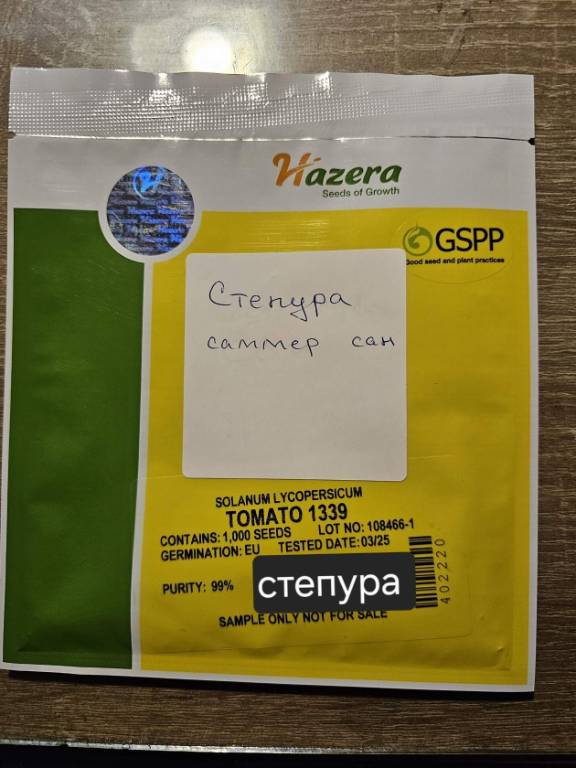 Hazera
Seeds of Growth
GSPP
Good seed and plant practices
Степура
саммер сан
SOLANUM LYCOPERSICUM
TOMATO 1339
CONTAINS: 1,000 SEEDS LOT NO: 108466-1
GERMINATION: EU TESTED DATE: 03/25
PURITY: 99%
степура
402220
SAMPLE ONLY NOT FOR SALE